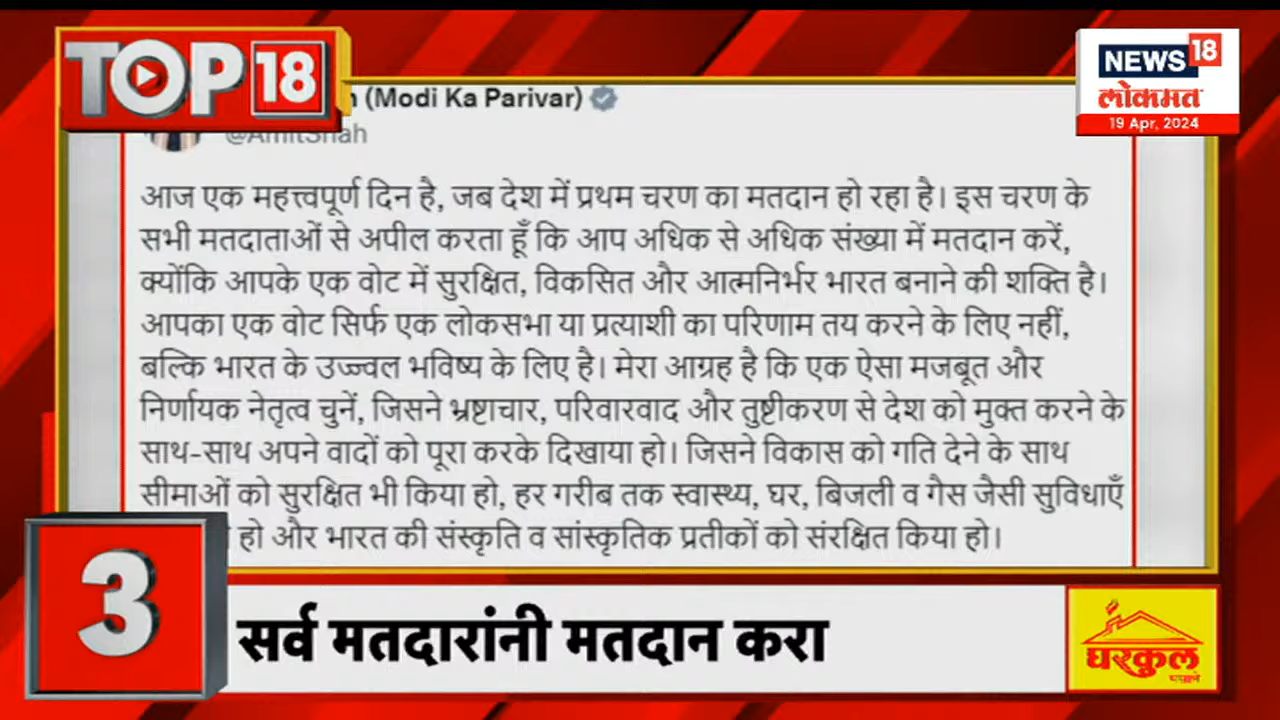 TOP 18
NEWS18
लोकमत
19 Apr, 2024
(Modi Ka Parivar)
@AmitShah
आज एक महत्त्वपूर्ण दिन है, जब देश में प्रथम चरण का मतदान हो रहा है। इस चरण के
सभी मतदाताओं से अपील करता हूँ कि आप अधिक से अधिक संख्या में मतदान करें,
क्योंकि आपके एक वोट में सुरक्षित, विकसित और आत्मनिर्भर भारत बनाने की शक्ति है।
आपका एक वोट सिर्फ एक लोकसभा या प्रत्याशी का परिणाम तय करने के लिए नहीं,
बल्कि भारत के उज्ज्वल भविष्य के लिए है। मेरा आग्रह है कि एक ऐसा मजबूत और
निर्णायक नेतृत्व चुनें, जिसने भ्रष्टाचार, परिवारवाद और तुष्टीकरण से देश को मुक्त करने के
साथ-साथ अपने वादों को पूरा करके दिखाया हो। जिसने विकास को गति देने के साथ
सीमाओं को सुरक्षित भी किया हो, हर गरीब तक स्वास्थ्य, घर, बिजली व गैस जैसी सुविधाएँ
हो और भारत की संस्कृति व सांस्कृतिक प्रतीकों को संरक्षित किया हो।
3
सर्व मतदारांनी मतदान करा
घरकुल